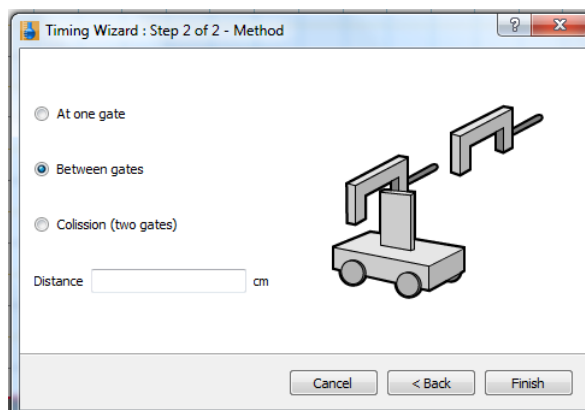 Timing Wizard : Step 2 of 2 - Method
At one gate
Between gates
Colission (two gates)
Distance cm
Cancel < Back Finish